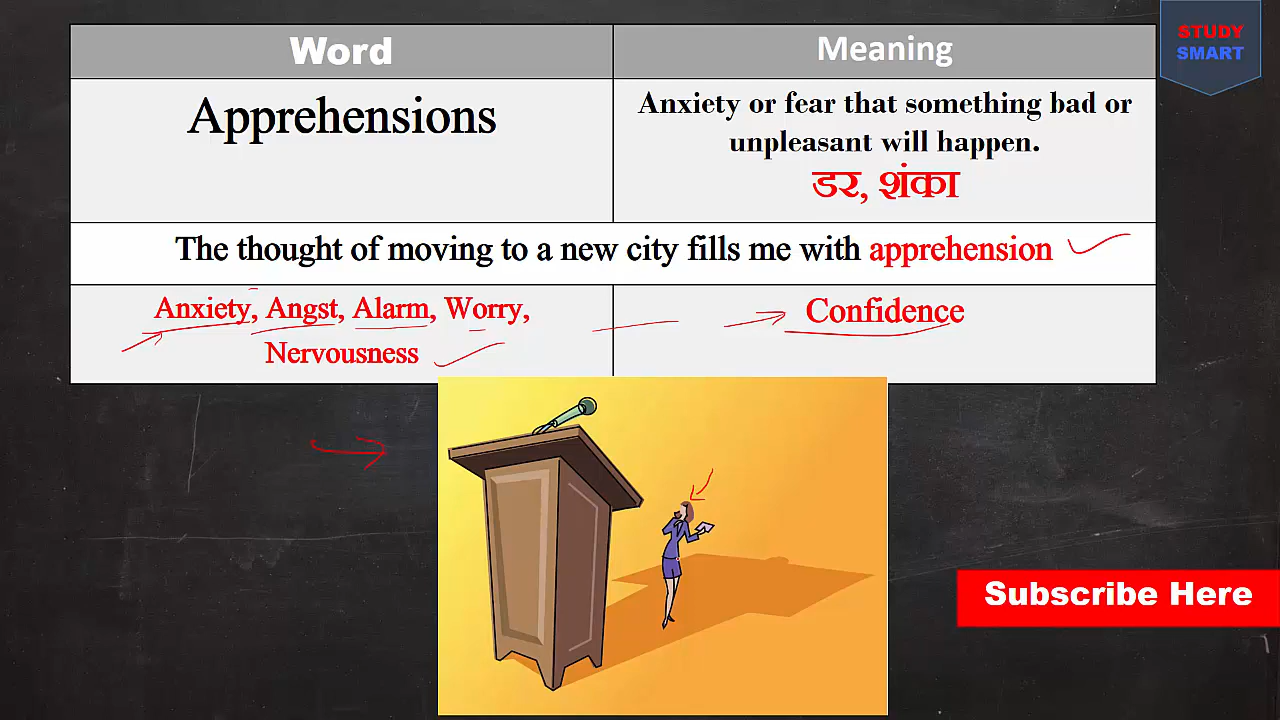 Word
Meaning
STUDY
SMART
Apprehensions
Anxiety or fear that something bad or
unpleasant will happen.
डर, शंका
The thought of moving to a new city fills me with apprehension
Anxiety, Angst, Alarm, Worry,
Nervousness
Confidence
Subscribe Here